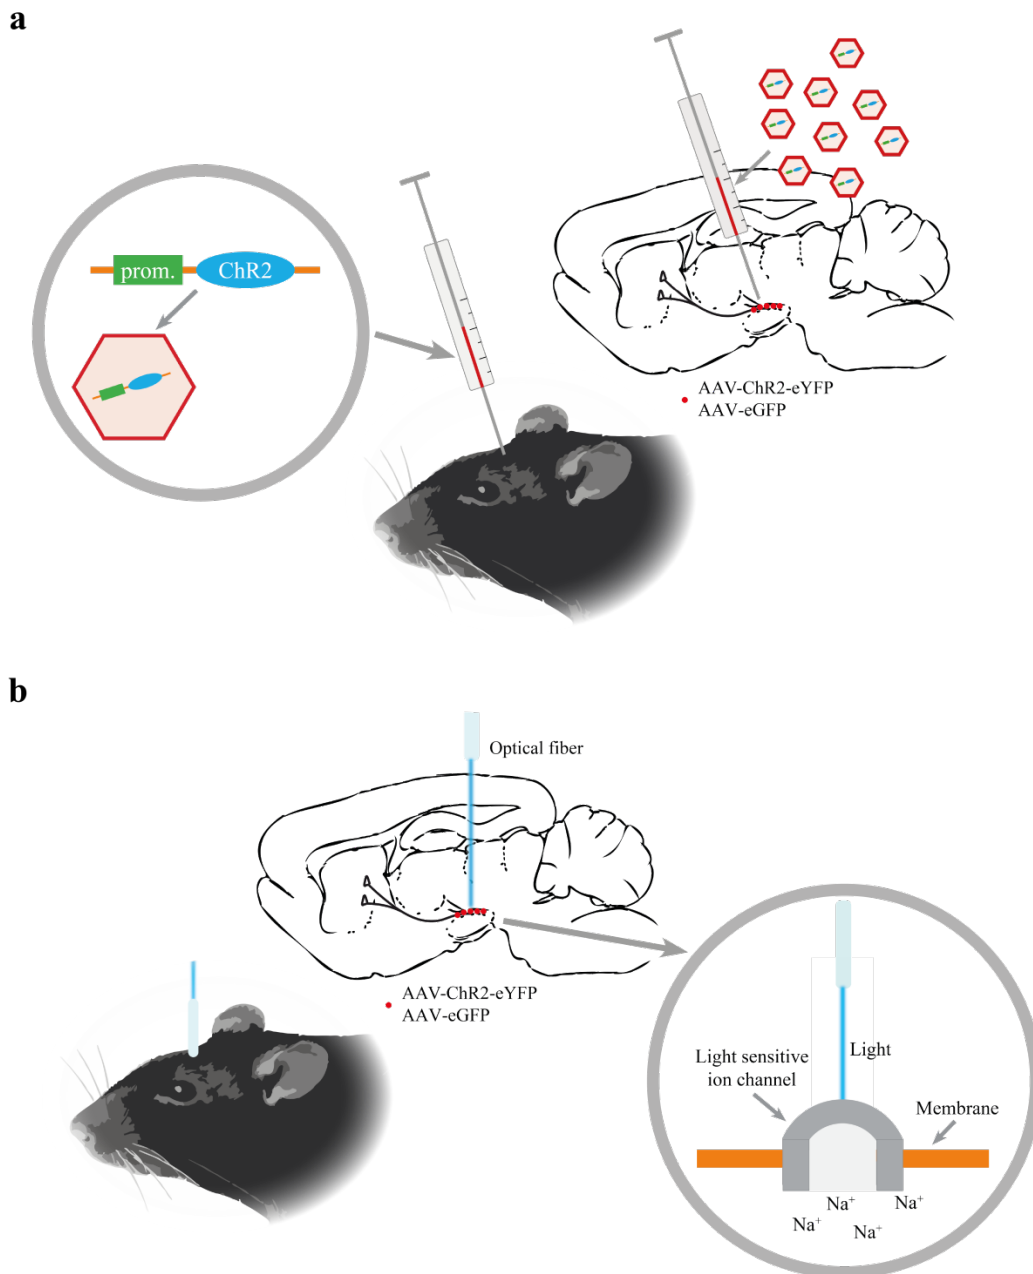 a
prom.
ChR2
AAV-ChR2-eYFP
AAV-eGFP
b
Optical fiber
AAV-ChR2-eYFP
AAV-eGFP
Light sensitive
ion channel
Light
Membrane
Na⁺
Na⁺
Na⁺
Na⁺